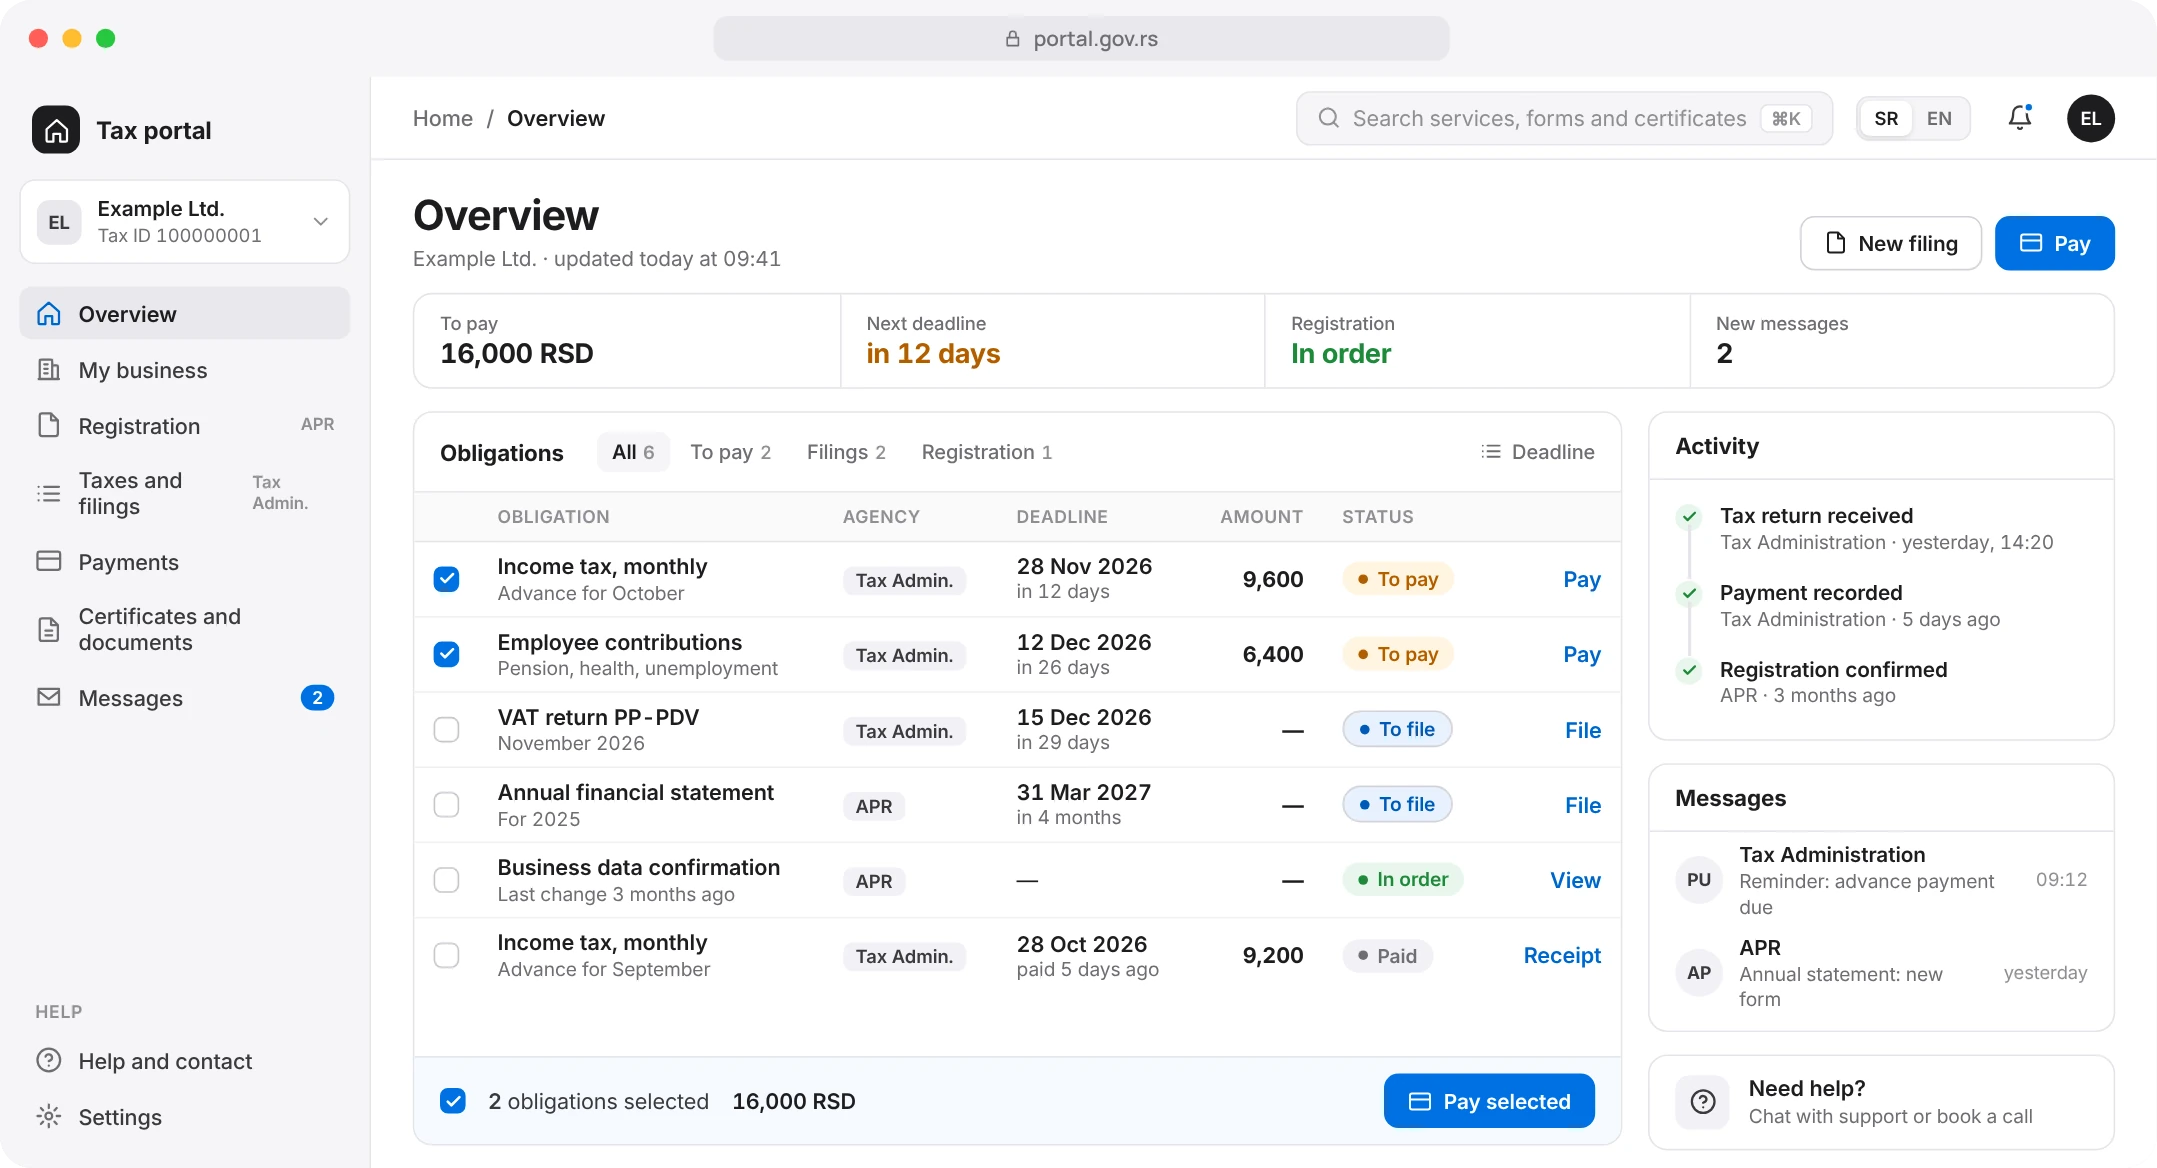 portal.gov.rs
Tax portal
EL
Example Ltd.
Tax ID 100000001
Overview
My business
Registration APR
Taxes and filings Tax Admin.
Payments
Certificates and documents
Messages 2
HELP
Help and contact
Settings
Home / Overview
Search services, forms and certificates ⌘K
SR EN
EL
Overview
Example Ltd. · updated today at 09:41
New filing
Pay
To pay
16,000 RSD
Next deadline
in 12 days
Registration
In order
New messages
2
Obligations All 6 To pay 2 Filings 2 Registration 1 Deadline
OBLIGATION AGENCY DEADLINE AMOUNT STATUS
Income tax, monthly
Advance for October
Tax Admin.
28 Nov 2026
in 12 days
9,600
To pay
Pay
Employee contributions
Pension, health, unemployment
Tax Admin.
12 Dec 2026
in 26 days
6,400
To pay
Pay
VAT return PP-PDV
November 2026
Tax Admin.
15 Dec 2026
in 29 days
—
To file
File
Annual financial statement
For 2025
APR
31 Mar 2027
in 4 months
—
To file
File
Business data confirmation
Last change 3 months ago
APR
—
—
In order
View
Income tax, monthly
Advance for September
Tax Admin.
28 Oct 2026
paid 5 days ago
9,200
Paid
Receipt
2 obligations selected 16,000 RSD
Pay selected
Activity
Tax return received
Tax Administration · yesterday, 14:20
Payment recorded
Tax Administration · 5 days ago
Registration confirmed
APR · 3 months ago
Messages
PU
Tax Administration
Reminder: advance payment
due
09:12
AP
APR
Annual statement: new
form
yesterday
Need help?
Chat with support or book a call